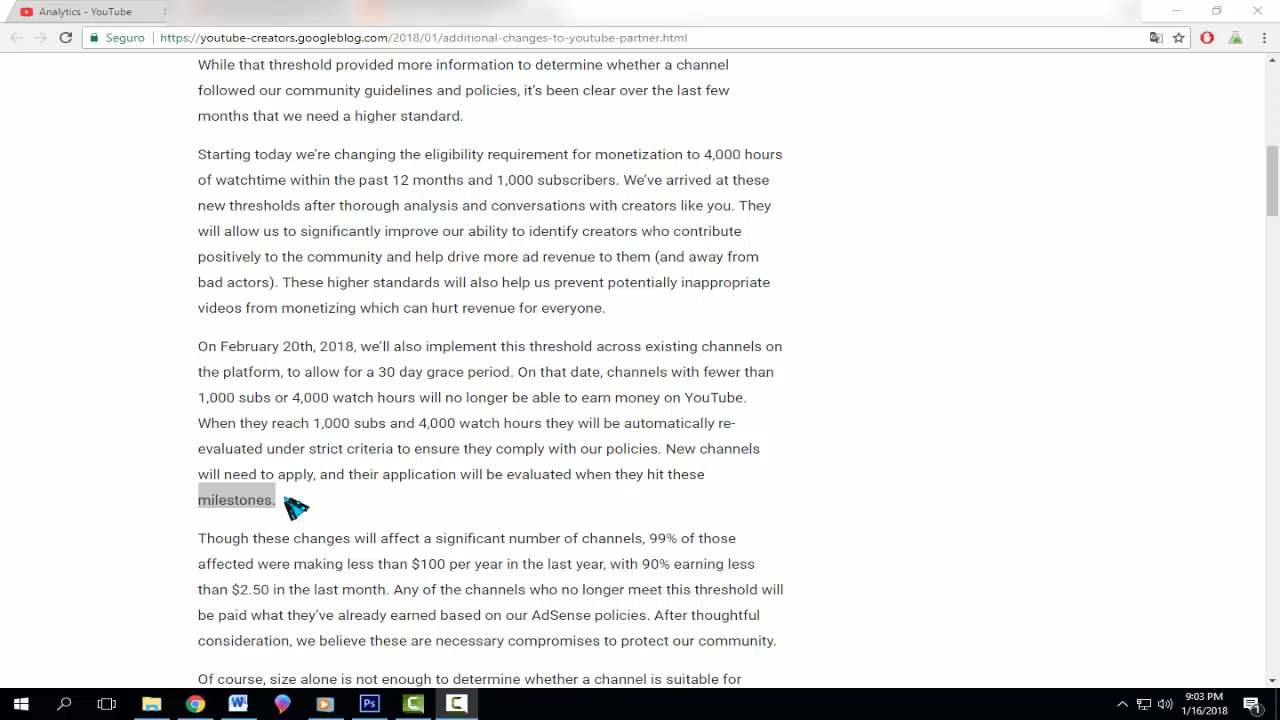 Analytics - YouTube
Seguro
https://youtube-creators.googleblog.com/2018/01/additional-changes-to-youtube-partner.html
While that threshold provided more information to determine whether a channel
followed our community guidelines and policies, it's been clear over the last few
months that we need a higher standard.
Starting today we're changing the eligibility requirement for monetization to 4,000 hours
of watchtime within the past 12 months and 1,000 subscribers. We've arrived at these
new thresholds after thorough analysis and conversations with creators like you. They
will allow us to significantly improve our ability to identify creators who contribute
positively to the community and help drive more ad revenue to them (and away from
bad actors). These higher standards will also help us prevent potentially inappropriate
videos from monetizing which can hurt revenue for everyone.
On February 20th, 2018, we'll also implement this threshold across existing channels on
the platform, to allow for a 30 day grace period. On that date, channels with fewer than
1,000 subs or 4,000 watch hours will no longer be able to earn money on YouTube.
When they reach 1,000 subs and 4,000 watch hours they will be automatically re-
evaluated under strict criteria to ensure they comply with our policies. New channels
will need to apply, and their application will be evaluated when they hit these
milestones.
Though these changes will affect a significant number of channels, 99% of those
affected were making less than $100 per year in the last year, with 90% earning less
than $2.50 in the last month. Any of the channels who no longer meet this threshold will
be paid what they've already earned based on our AdSense policies. After thoughtful
consideration, we believe these are necessary compromises to protect our community.
Of course, size alone is not enough to determine whether a channel is suitable for
W
Ps
9:03 PM
1/16/2018
1